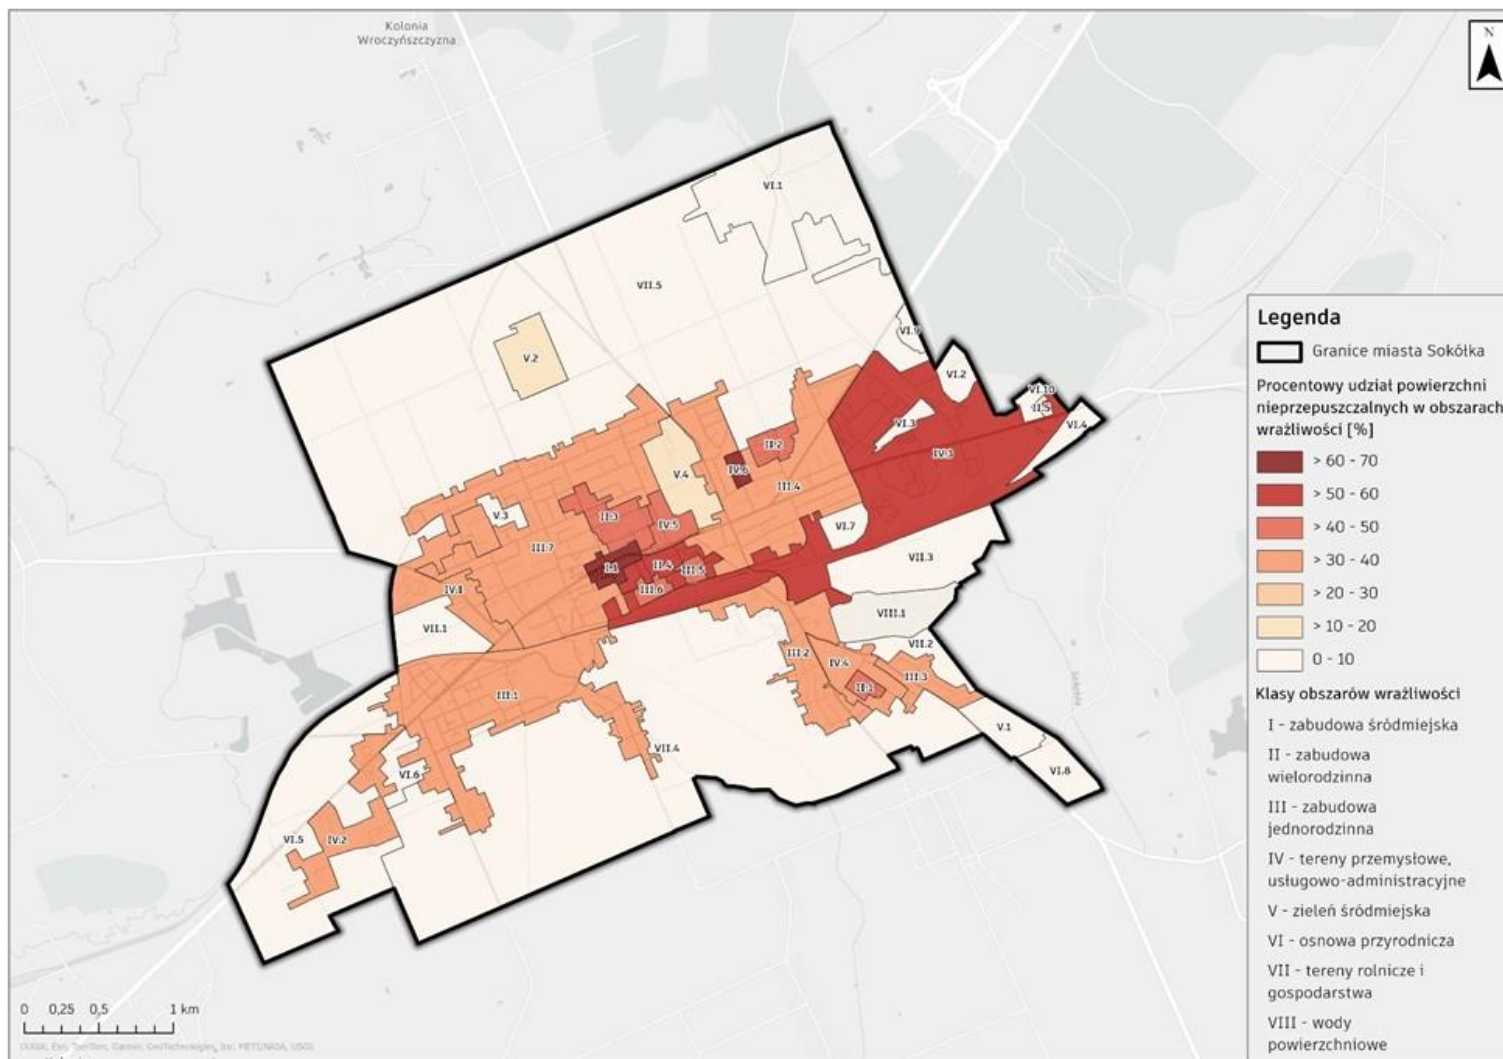 Kolonia
Wroczyńszczyzna
N
VI.1
VII.5
VI.9
V.2
VI.2
VI.10
II.5
VI.4
VI.3
IV.3
II.2
IV.6
V.4
III.4
V.3
II.3
IV.5
VI.7
III.7
I.1
II.4
III.5
VII.3
IV.1
III.6
VIII.1
VII.1
VII.2
III.2
IV.4
III.3
II.1
III.1
V.1
VII.4
VI.6
VI.8
VI.5
IV.2
Legenda
Granice miasta Sokółka
Procentowy udział powierzchni
nieprzepuszczalnych w obszarach
wrażliwości [%]
> 60 - 70
> 50 - 60
> 40 - 50
> 30 - 40
> 20 - 30
> 10 - 20
0 - 10
Klasy obszarów wrażliwości
I - zabudowa śródmiejska
II - zabudowa
wielorodzinna
III - zabudowa
jednorodzinna
IV - tereny przemysłowe,
usługowo-administracyjne
V - zieleń śródmiejska
VI - osnowa przyrodnicza
VII - tereny rolnicze i
gospodarstwa
VIII - wody
powierzchniowe
0 0,25 0,5 1 km